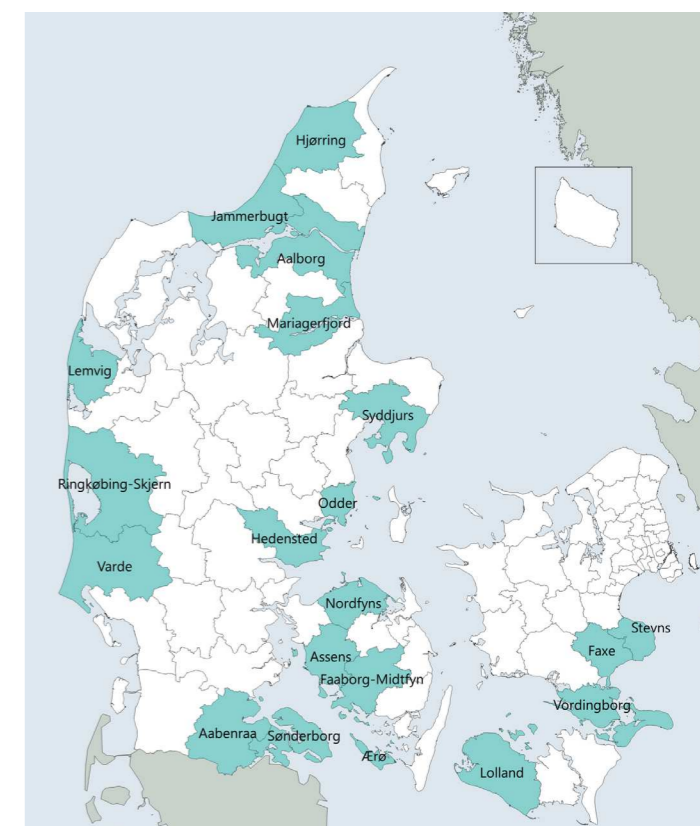 Hjørring
Jammerbugt
Aalborg
Mariagerfjord
Lemvig
Syddjurs
Ringkøbing-Skjern
Odder
Hedensted
Varde
Nordfyns
Stevns
Faxe
Assens
Faaborg-Midtfyn
Vordingborg
Aabenraa
Sønderborg
Ærø
Lolland